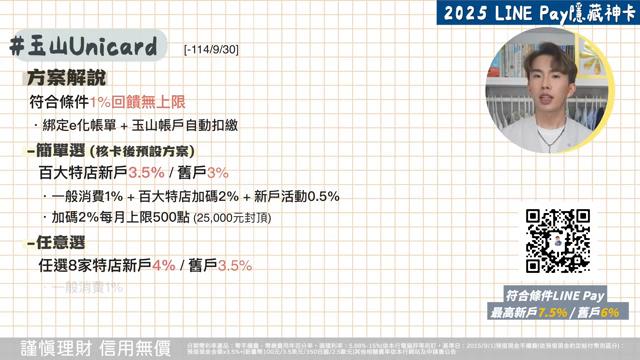 2025 LINE Pay隱藏神卡
#玉山Unicard [-114/9/30]
方案解說
符合條件1%回饋無上限
·綁定e化帳單 + 玉山帳戶自動扣繳
-簡單選 (核卡後預設方案)
百大特店新戶3.5% / 舊戶3%
·一般消費1% + 百大特店加碼2% + 新戶活動0.5%
·加碼2%每月上限500點 (25,000元封頂)
-任意選
任選8家特店新戶4% / 舊戶3.5%
·一般消費1%
符合條件LINE Pay
最高新戶7.5% / 舊戶6%
謹慎理財 信用無價